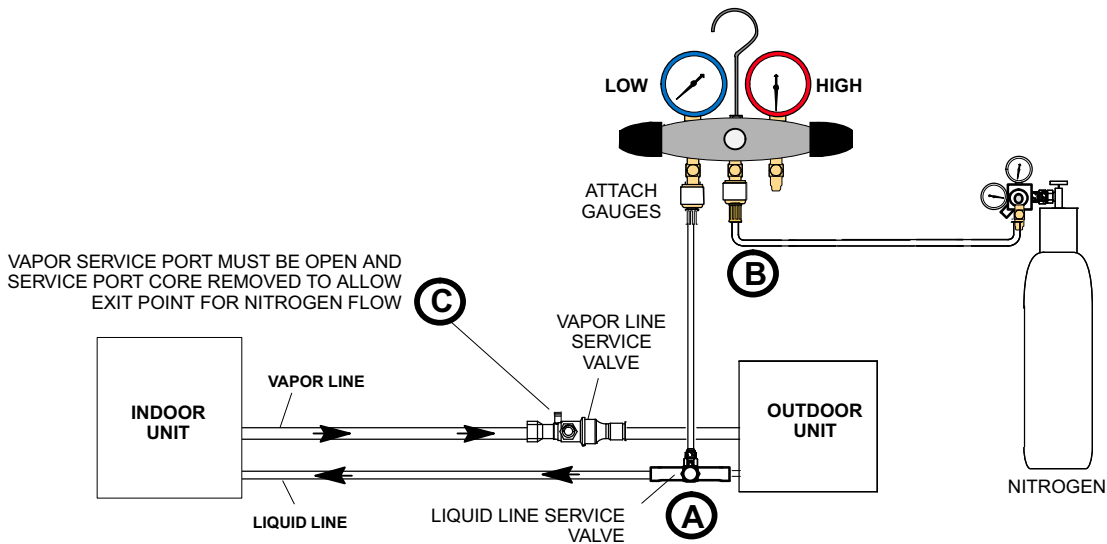 LOW
HIGH
ATTACH
GAUGES
B
VAPOR SERVICE PORT MUST BE OPEN AND
SERVICE PORT CORE REMOVED TO ALLOW
EXIT POINT FOR NITROGEN FLOW
C
VAPOR LINE
SERVICE
VALVE
VAPOR LINE
INDOOR
UNIT
OUTDOOR
UNIT
NITROGEN
LIQUID LINE
LIQUID LINE SERVICE
VALVE
A